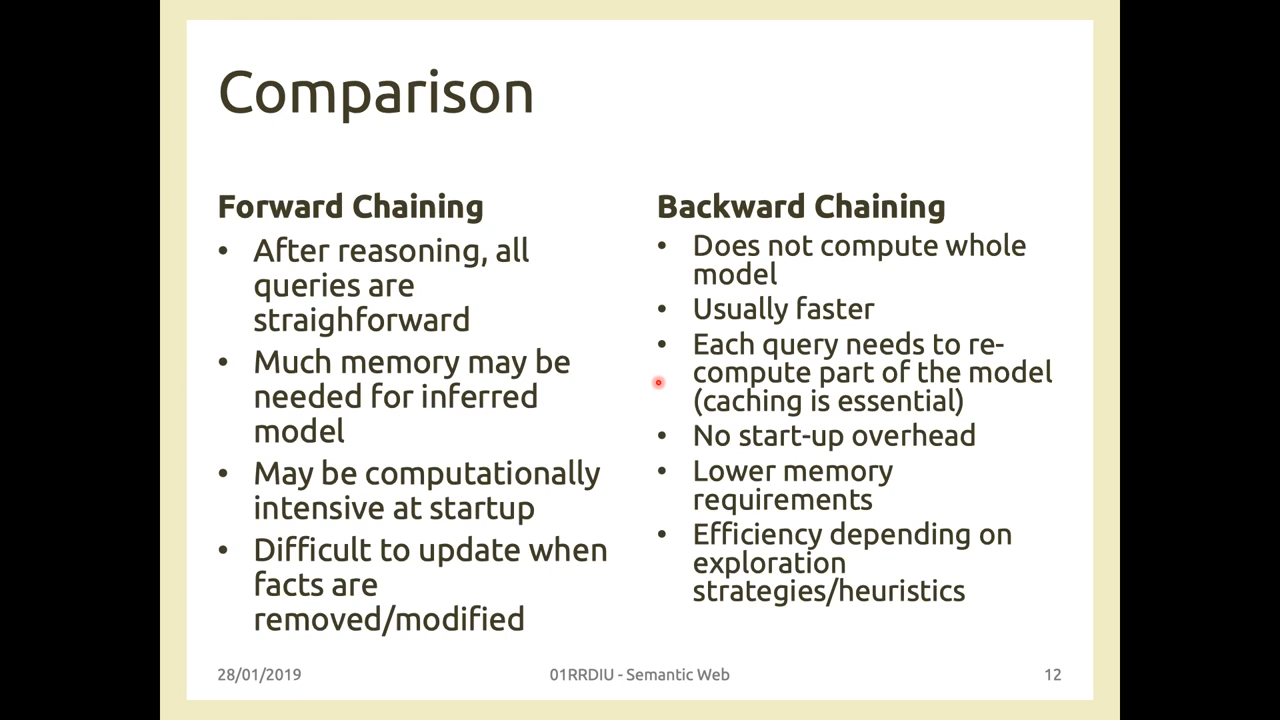 Comparison
Forward Chaining
• After reasoning, all
queries are
straighforward
• Much memory may be
needed for inferred
model
• May be computationally
intensive at startup
• Difficult to update when
facts are
removed/modified
Backward Chaining
• Does not compute whole
model
• Usually faster
• Each query needs to re-
compute part of the model
(caching is essential)
• No start-up overhead
• Lower memory
requirements
• Efficiency depending on
exploration
strategies/heuristics
28/01/2019
01RRDIU - Semantic Web
12